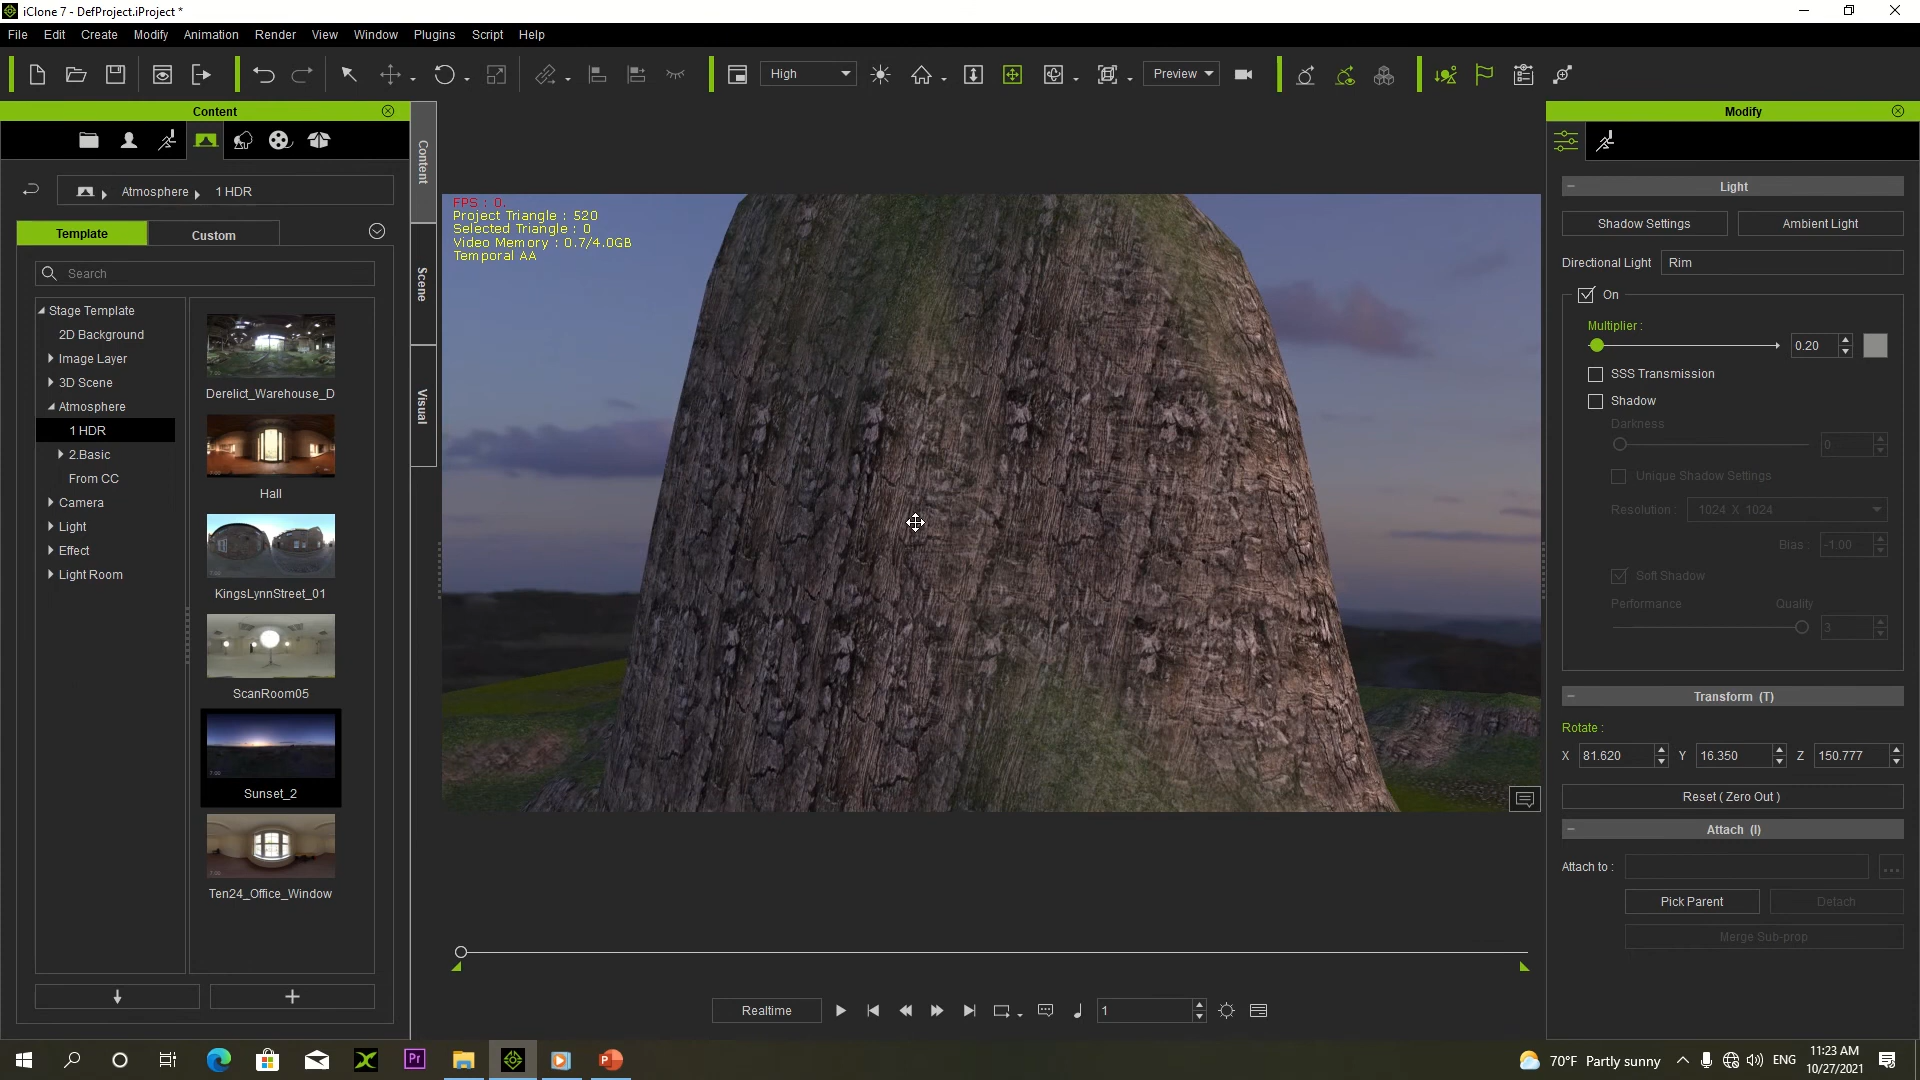 iClone 7 - DefProject.iProject *
File Edit Create Modify Animation Render View Window Plugins Script Help
High
Preview
Content
Modify
Atmosphere 1 HDR
Template Custom
Search
Stage Template
2D Background
Image Layer
3D Scene
Atmosphere
1 HDR
2.Basic
From CC
Camera
Light
Effect
Light Room
Derelict_Warehouse_D
Hall
KingsLynnStreet_01
ScanRoom05
Sunset_2
Ten24_Office_Window
Content
Scene
Visual
FPS : 0.
Project Triangle : 520
Selected Triangle : 0
Video Memory : 0.7/4.0GB
Temporal AA
Light
Shadow Settings Ambient Light
Directional Light Rim
On
Multiplier :
0.20
SSS Transmission
Shadow
Darkness
0
Unique Shadow Settings
Resolution : 1024 X 1024
Bias -1.00
Soft Shadow
Performance Quality
3
Transform (T)
Rotate :
X 81.620 Y 16.350 Z 150.777
Reset ( Zero Out )
Attach (I)
Attach to : ...
Pick Parent Detach
Merge Sub-prop
Realtime 1
Pr
70°F Partly sunny ENG 11:23 AM
10/27/2021